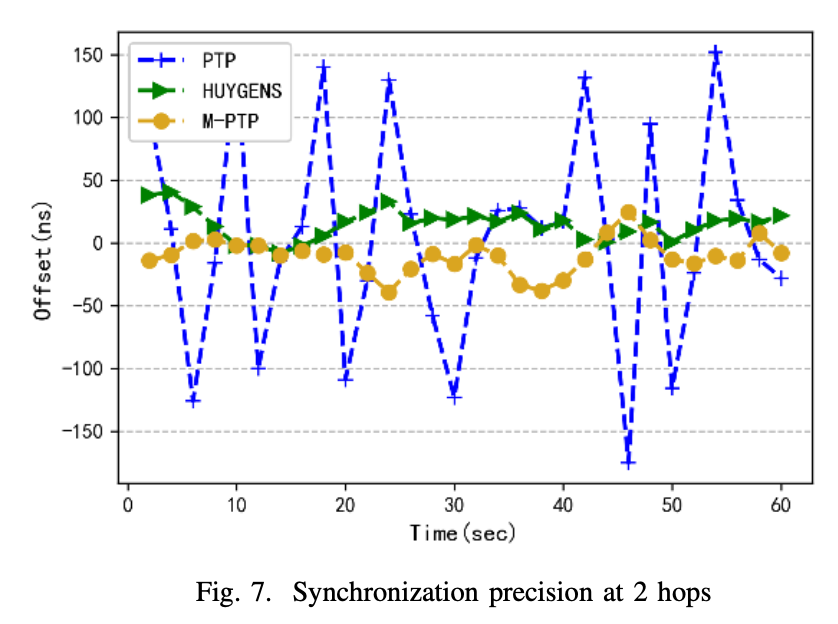 PTP
HUYGENS
M-PTP
150
100
50
0
−50
−100
−150
Offset(ns)
0 10 20 30 40 50 60
Time(sec)
Fig. 7. Synchronization precision at 2 hops